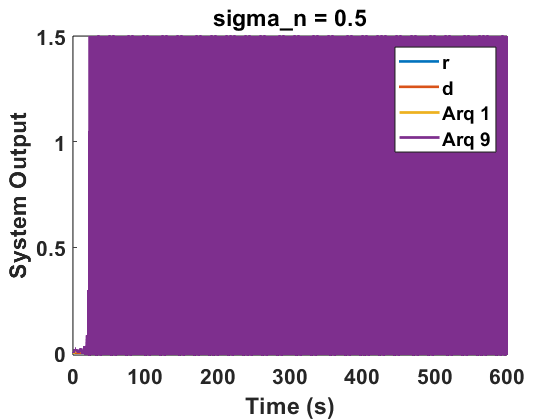 sigma_n = 0.5
System Output
1.5
1
0.5
0
r
d
Arq 1
Arq 9
0 100 200 300 400 500 600
Time (s)